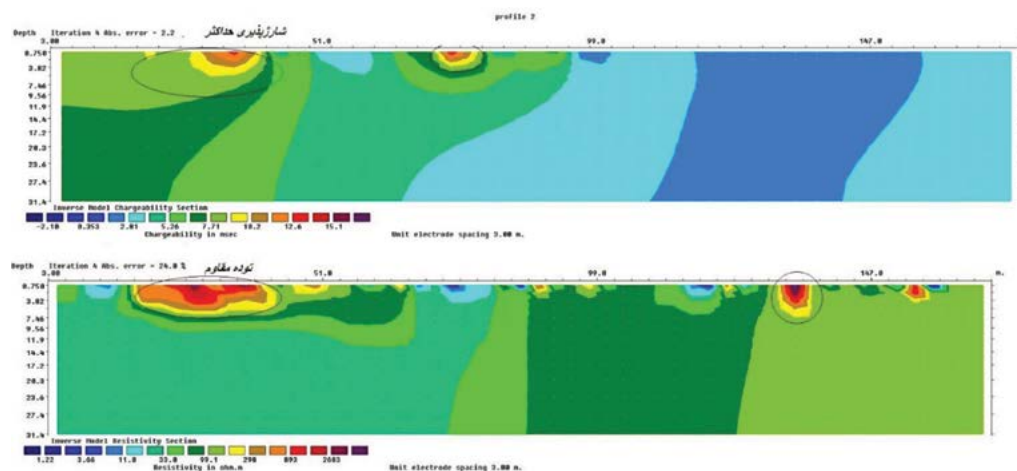 profile 2
Depth Iteration 4 Abs. error = 2.2 شارژپذیری حداکثر
3.00 51.0 99.0 147.0
0.750
3.82
7.46
9.56
11.9
14.4
17.2
20.3
23.6
27.4
31.4
Inverse Model Chargeability Section
-2.10 0.353 2.81 5.26 7.71 10.2 12.6 15.1
Chargeability in msec Unit electrode spacing 3.00 m.
Depth Iteration 4 Abs. error = 24.0 % توده مقاوم
3.00 51.0 99.0 147.0 m.
0.750
3.82
7.46
9.56
11.9
14.4
17.2
20.3
23.6
27.4
31.4
Inverse Model Resistivity Section
1.22 3.66 11.0 33.0 99.1 298 893 2683
Resistivity in ohm.m Unit electrode spacing 3.00 m.